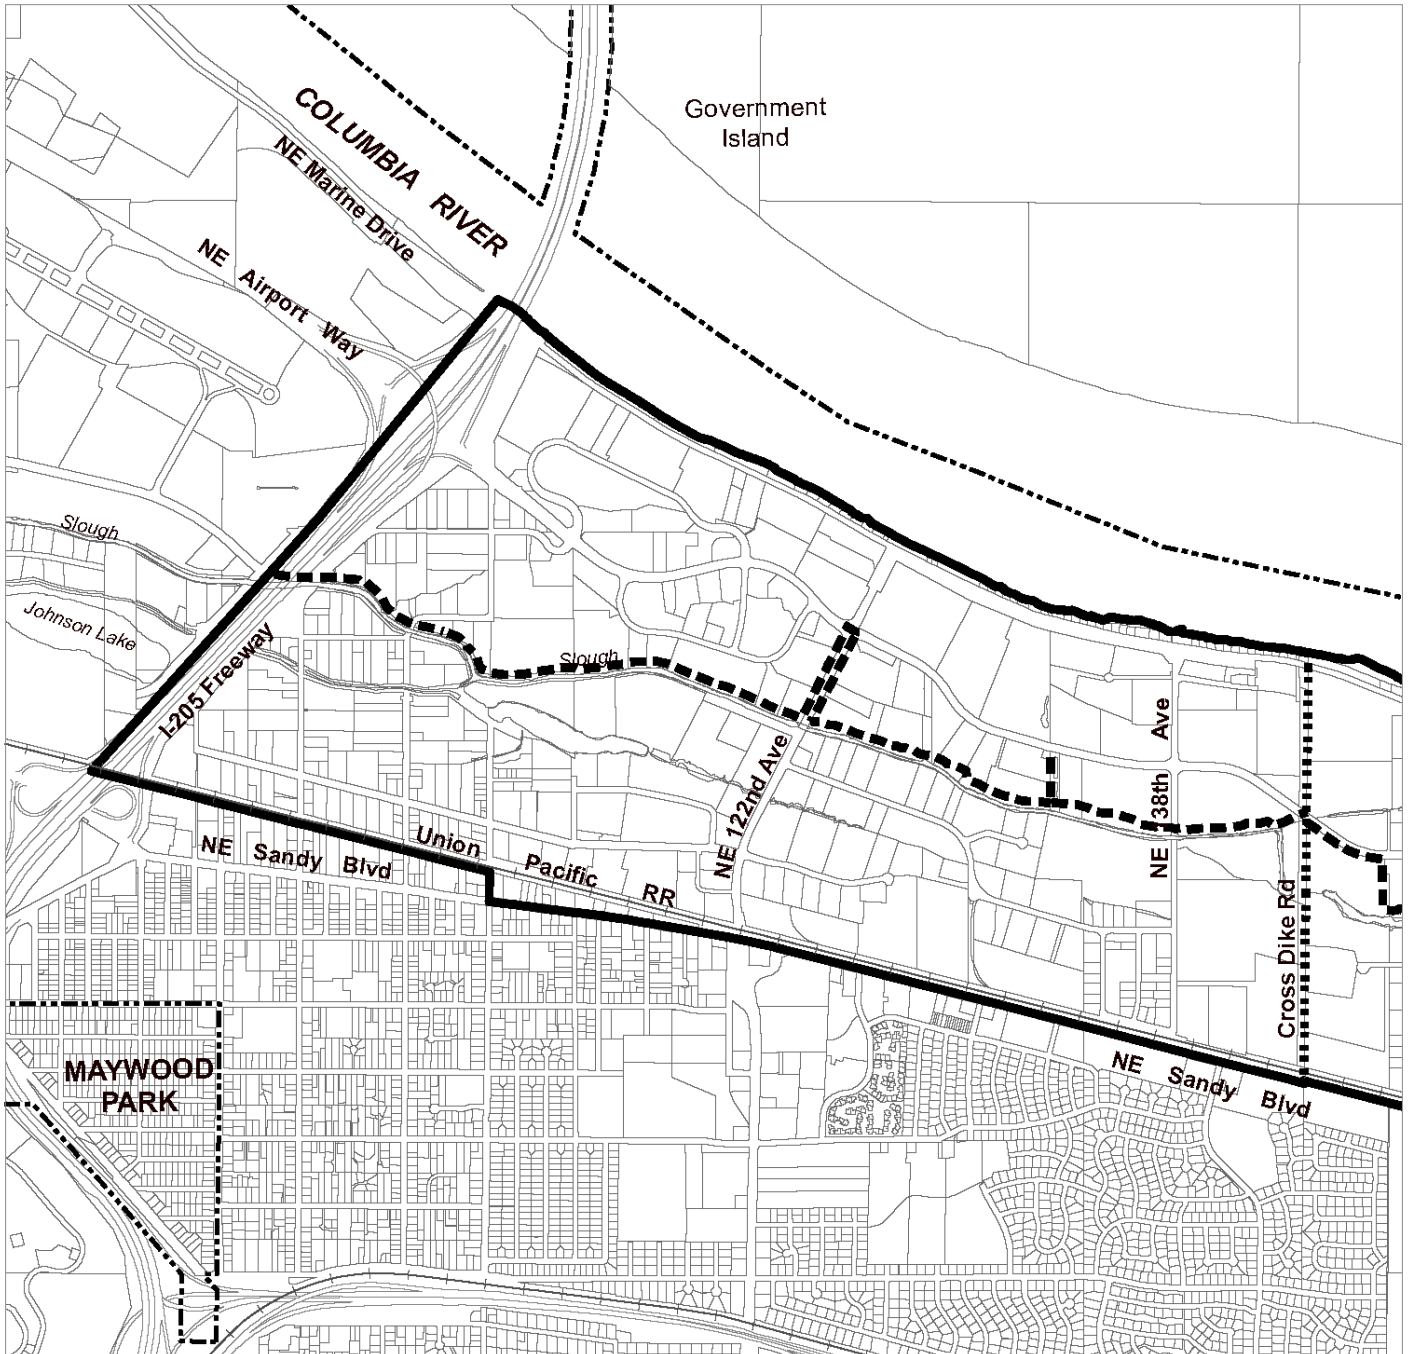 Government
Island
COLUMBIA RIVER
NE Marine Drive
NE Airport Way
Slough
Johnson Lake
I-205 Freeway
Slough
NE 122nd Ave
NE 138th Ave
Cross Dike Rd
Union Pacific RR
NE Sandy Blvd
MAYWOOD
PARK
NE Sandy Blvd